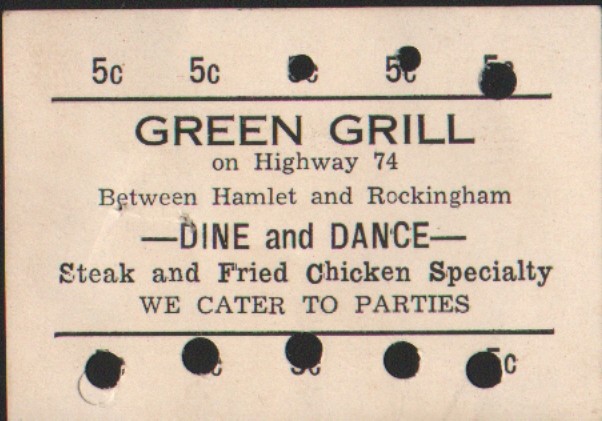 5c 5c 5c
GREEN GRILL
on Highway 74
Between Hamlet and Rockingham
—DINE and DANCE—
Steak and Fried Chicken Specialty
WE CATER TO PARTIES
5c